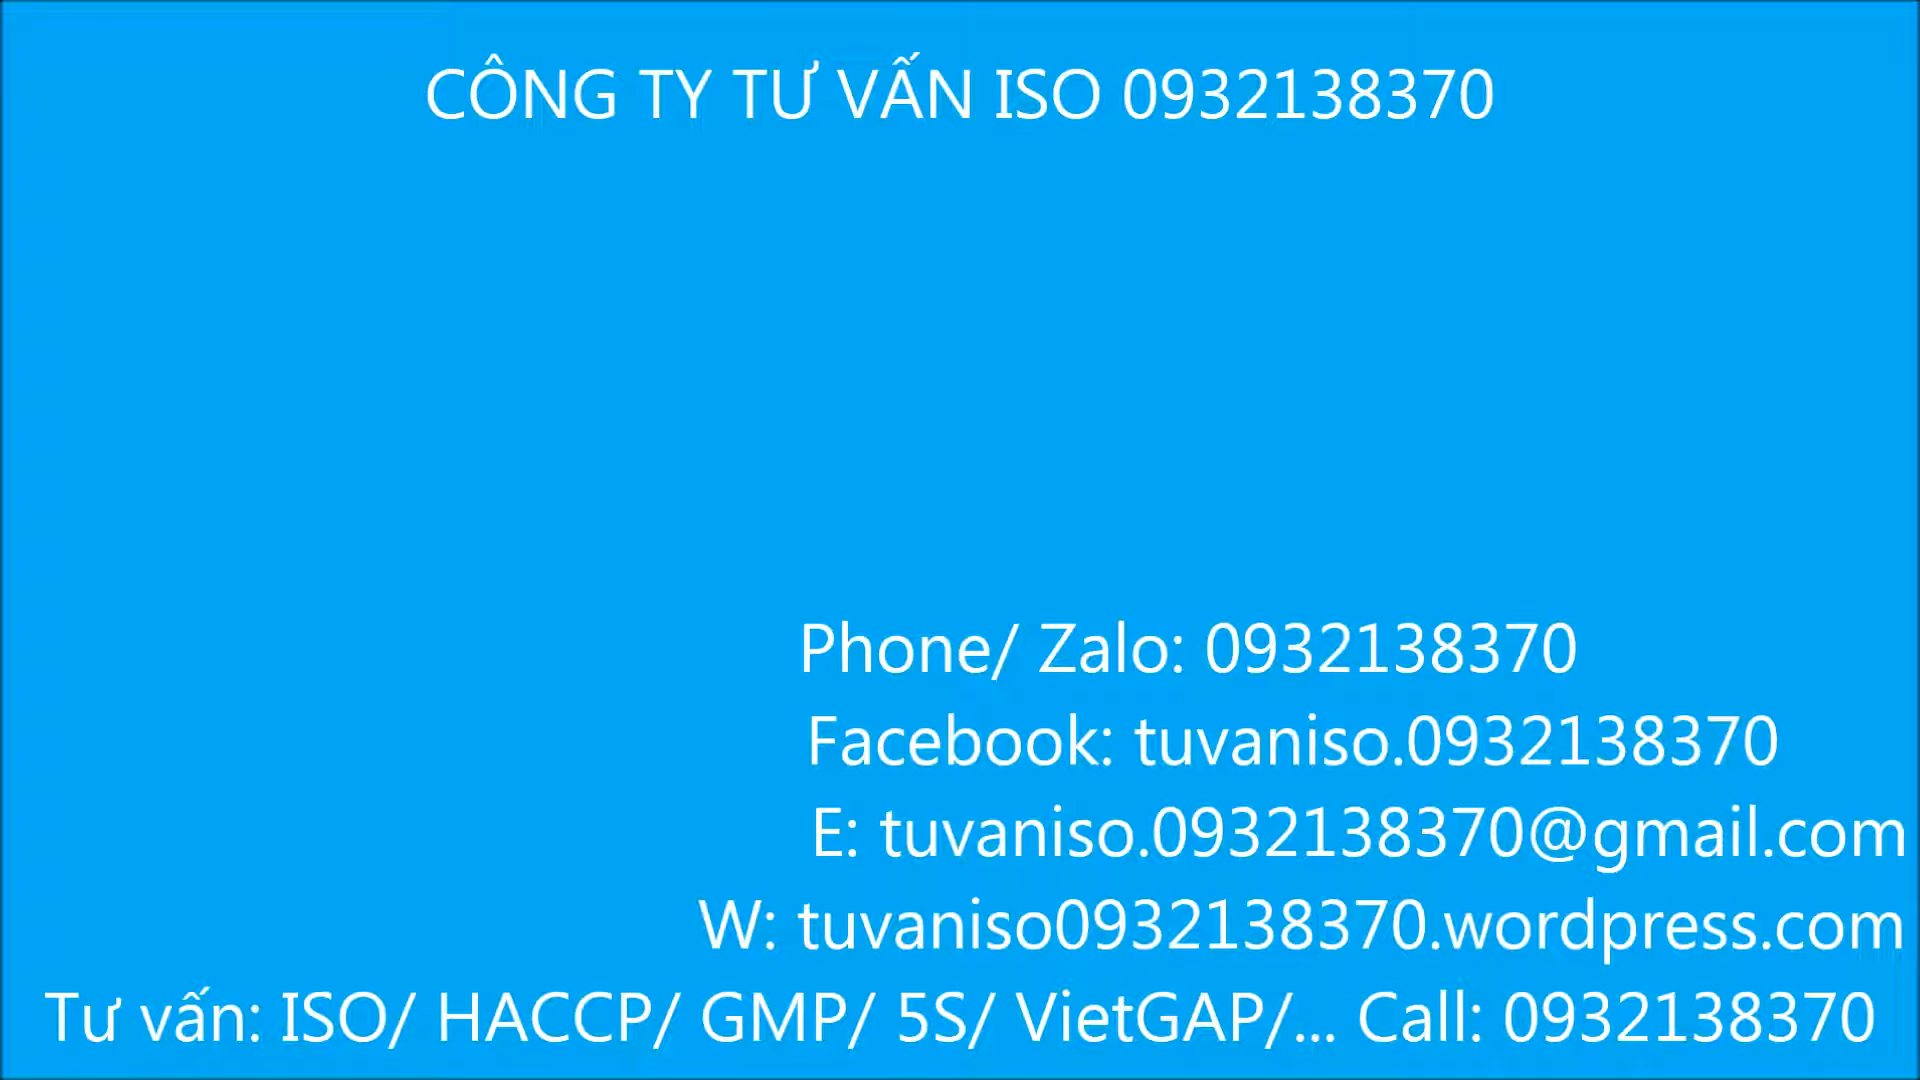 CÔNG TY TƯ VẤN ISO 0932138370
Phone/ Zalo: 0932138370
Facebook: tuvaniso.0932138370
E: tuvaniso.0932138370@gmail.com
W: tuvaniso0932138370.wordpress.com
Tư vấn: ISO/ HACCP/ GMP/ 5S/ VietGAP/... Call: 0932138370